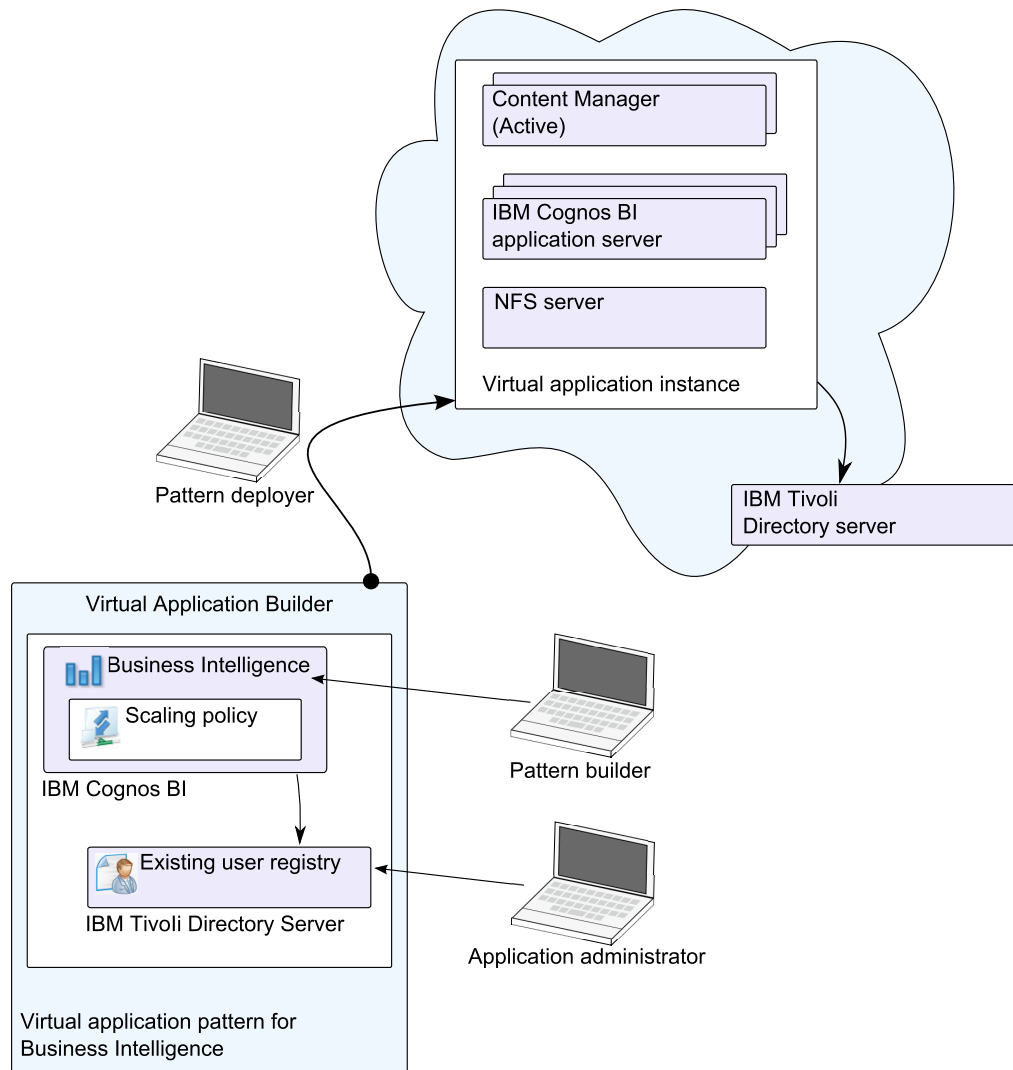 Content Manager
(Active)
IBM Cognos BI
application server
NFS server
Virtual application instance
Pattern deployer
IBM Tivoli
Directory server
Virtual Application Builder
Business Intelligence
Scaling policy
IBM Cognos BI
Pattern builder
Existing user registry
IBM Tivoli Directory Server
Application administrator
Virtual application pattern for
Business Intelligence